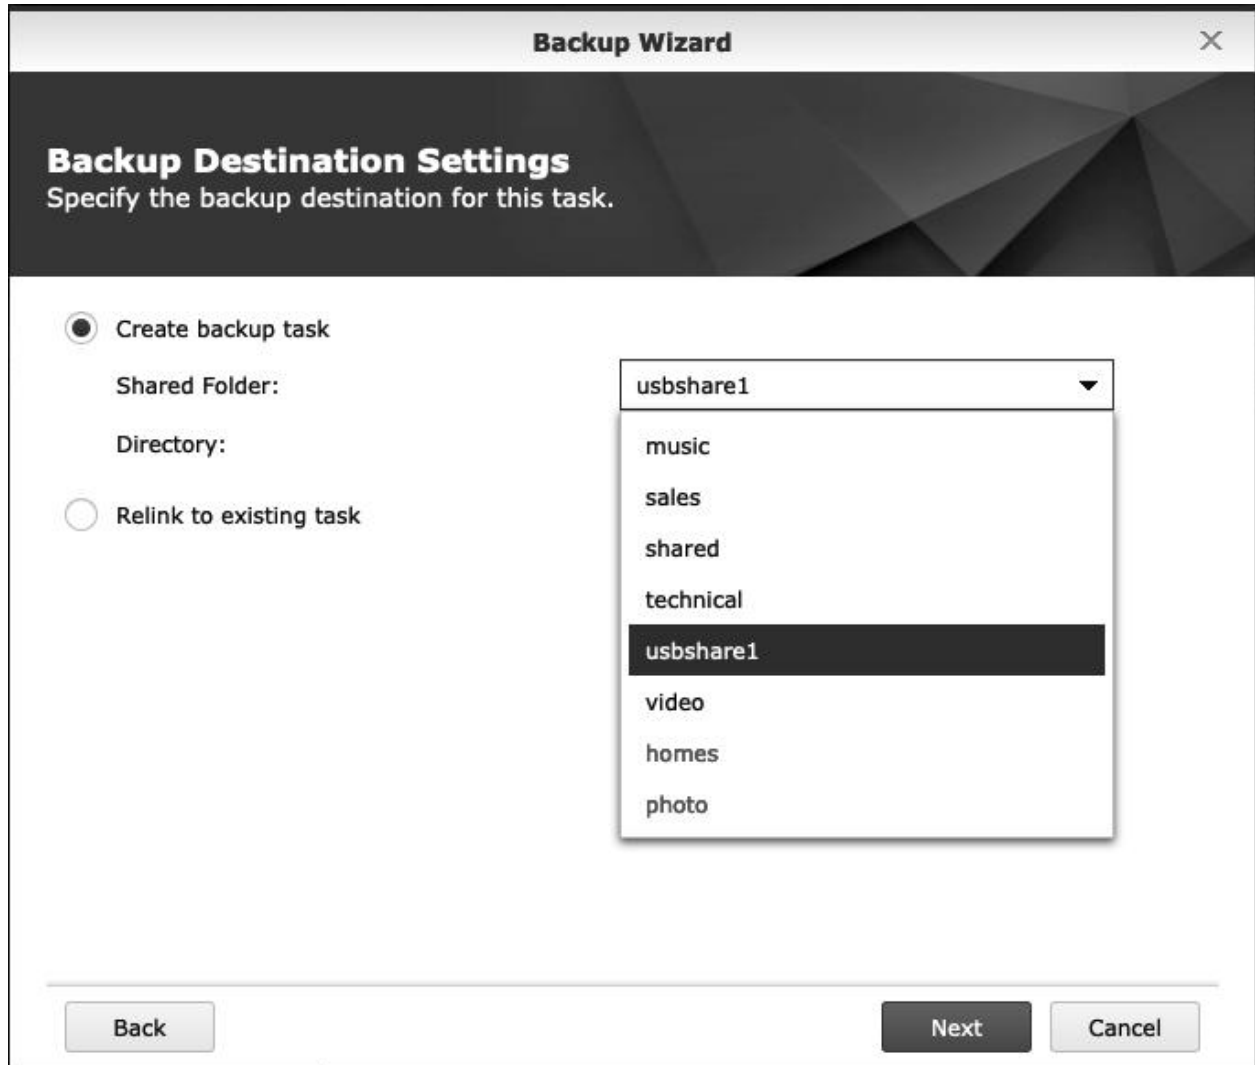 Backup Wizard
Backup Destination Settings
Specify the backup destination for this task.
Create backup task
Shared Folder: usbshare1
Directory:
Relink to existing task
music
sales
shared
technical
usbshare1
video
homes
photo
Back Next Cancel